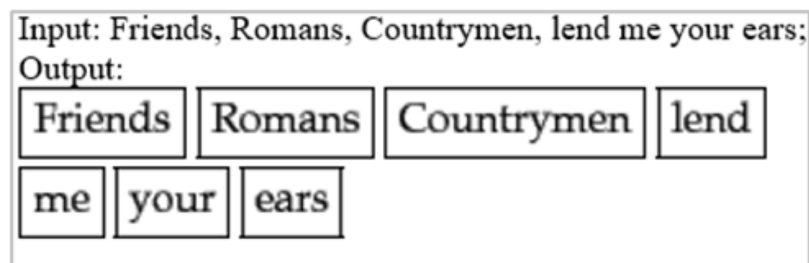 Input: Friends, Romans, Countrymen, lend me your ears;
Output:
Friends Romans Countrymen lend
me your ears